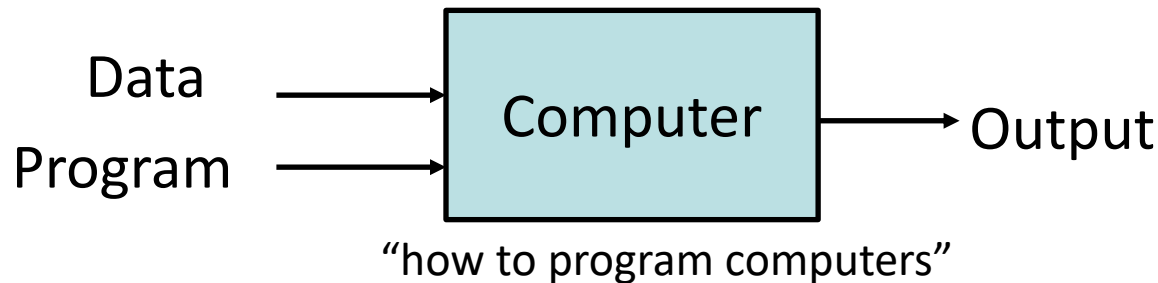 Data
Program
Computer
Output
“how to program computers”